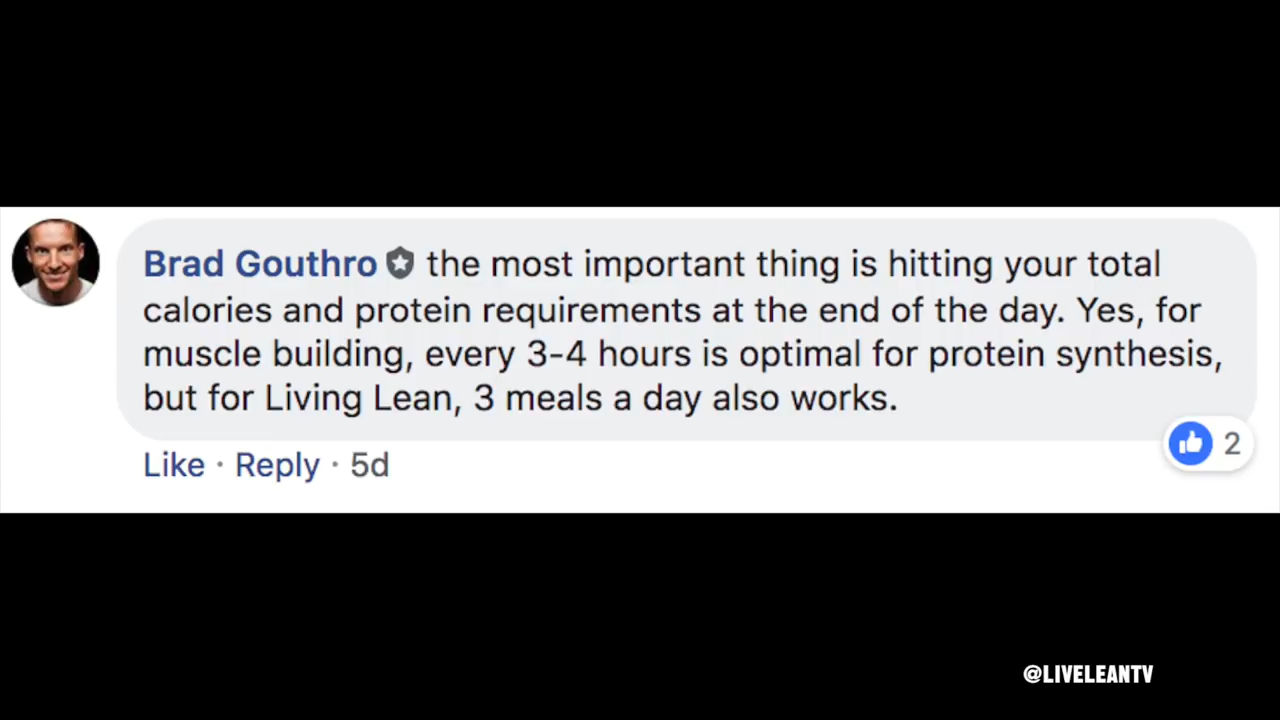 Brad Gouthro the most important thing is hitting your total
calories and protein requirements at the end of the day. Yes, for
muscle building, every 3-4 hours is optimal for protein synthesis,
but for Living Lean, 3 meals a day also works.
Like · Reply · 5d
2
@LIVELEANTV